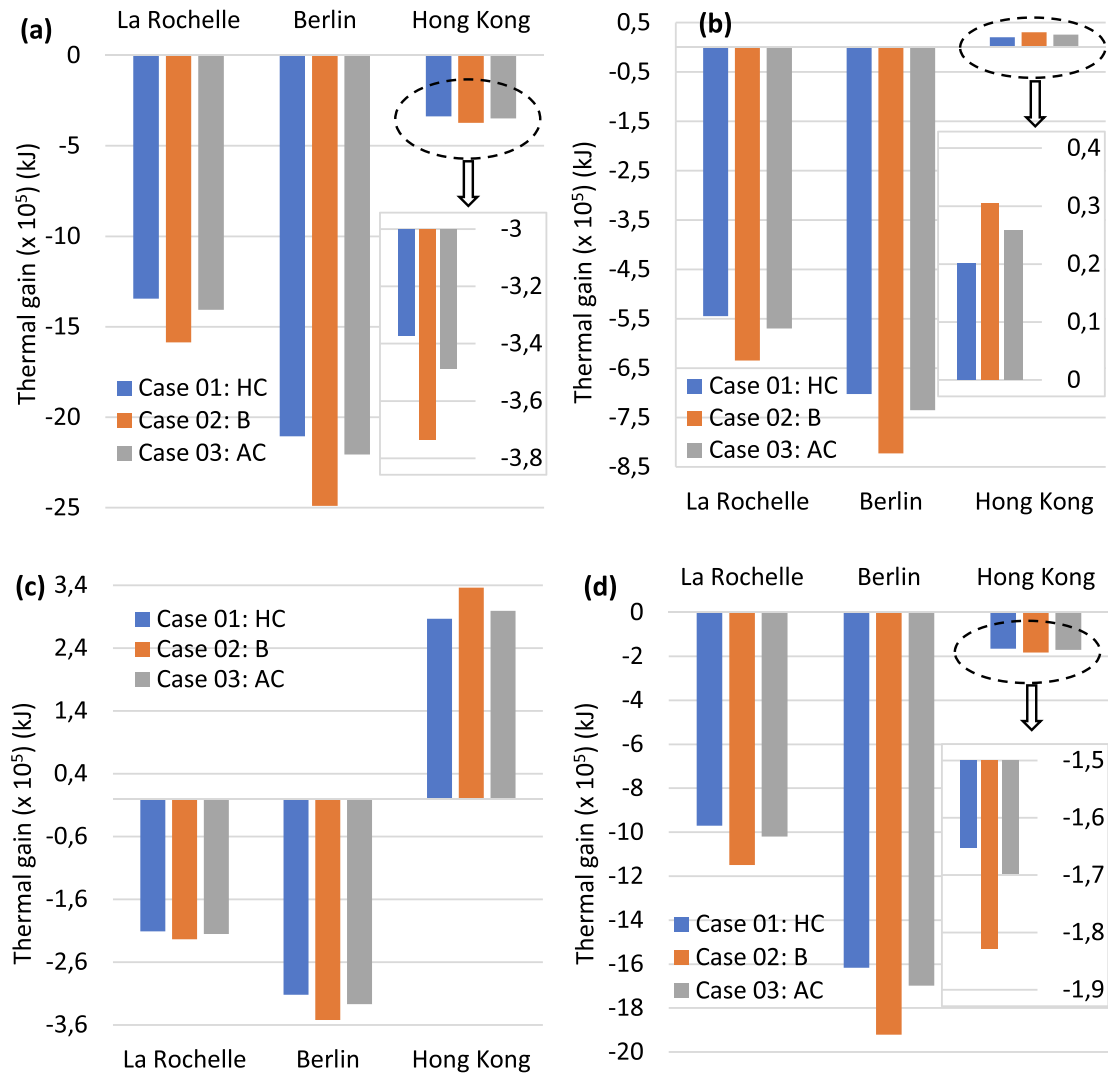 (a)
La Rochelle Berlin Hong Kong
Thermal gain (x 10⁵) (kJ)
0
-5
-10
-15
-20
-25
Case 01: HC
Case 02: B
Case 03: AC
-3
-3,2
-3,4
-3,6
-3,8
(b)
Thermal gain (x 10⁵) (kJ)
0,5
-0,5
-1,5
-2,5
-3,5
-4,5
-5,5
-6,5
-7,5
-8,5
0,4
0,3
0,2
0,1
0
Case 01: HC
Case 02: B
Case 03: AC
La Rochelle Berlin Hong Kong
(c)
Thermal gain (x 10⁵) (kJ)
3,4
2,4
1,4
0,4
-0,6
-1,6
-2,6
-3,6
Case 01: HC
Case 02: B
Case 03: AC
La Rochelle Berlin Hong Kong
(d)
La Rochelle Berlin Hong Kong
Thermal gain (x 10⁵) (kJ)
0
-2
-4
-6
-8
-10
-12
-14
-16
-18
-20
Case 01: HC
Case 02: B
Case 03: AC
-1,5
-1,6
-1,7
-1,8
-1,9